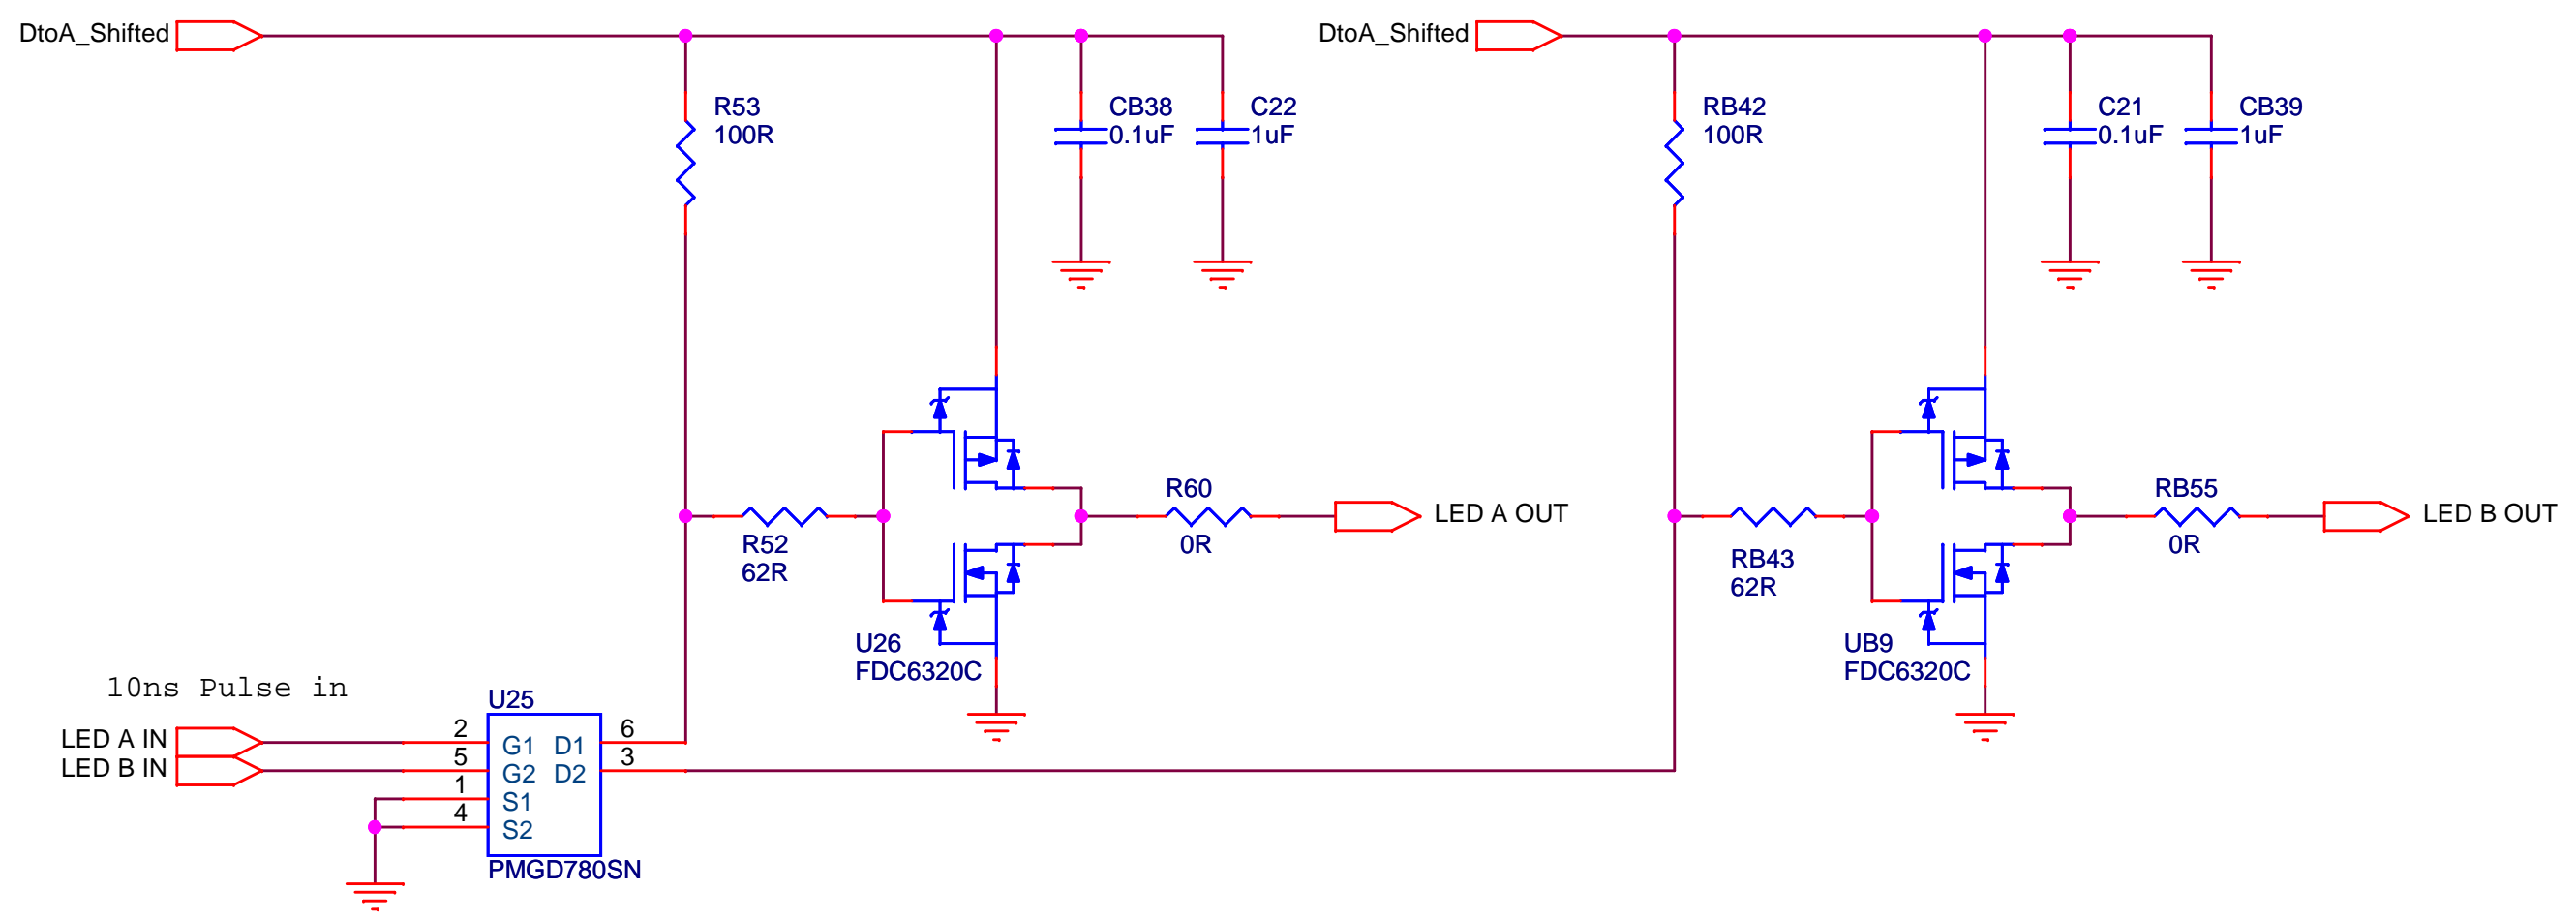 DtoA_Shifted
R53
100R
CB38
0.1uF
C22
1uF
DtoA_Shifted
RB42
100R
C21
0.1uF
CB39
1uF
R52
62R
R60
0R
LED A OUT
U26
FDC6320C
RB43
62R
RB55
0R
LED B OUT
UB9
FDC6320C
10ns Pulse in
LED A IN
LED B IN
U25
2
5
1
4
G1 D1
G2 D2
S1
S2
6
3
PMGD780SN